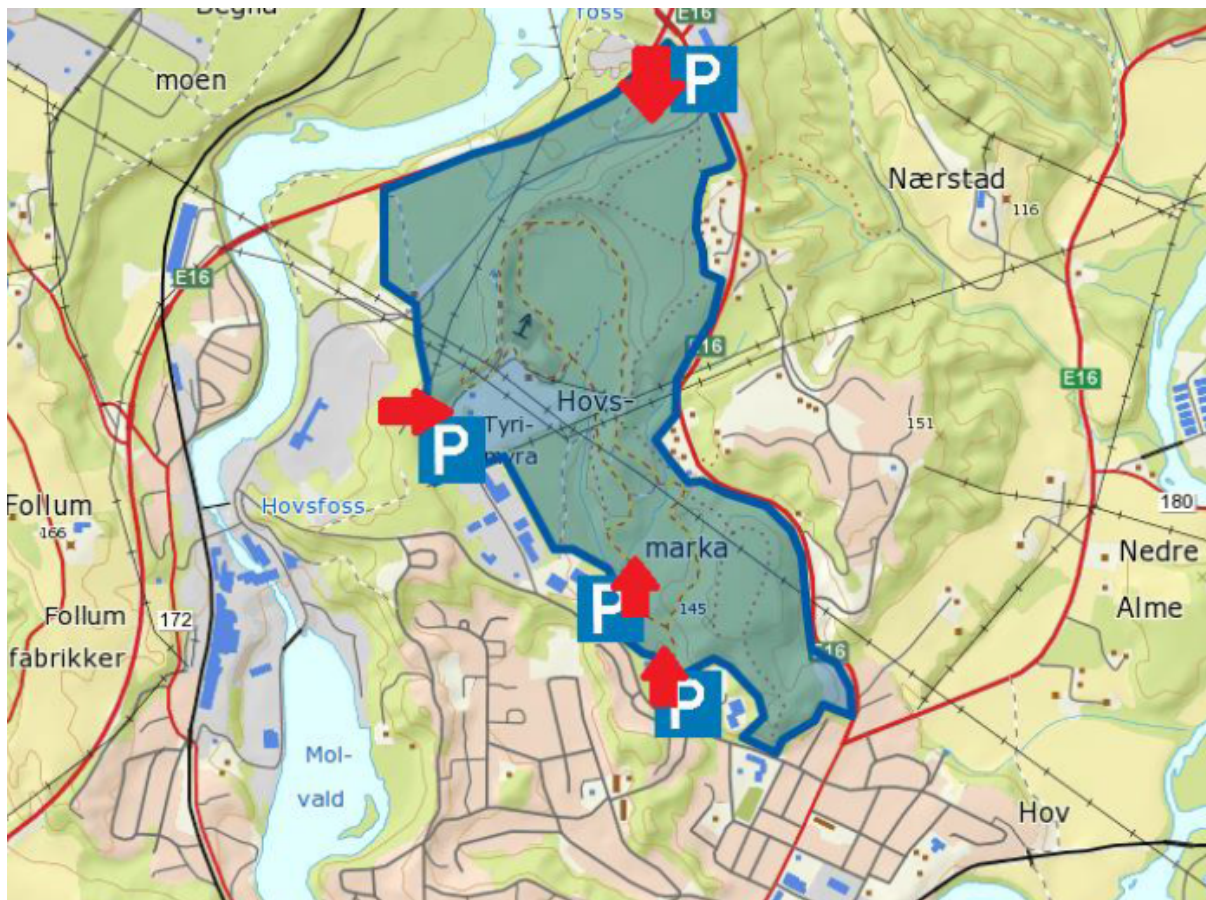 Begna
moen
foss
E16
P
Nærstad
116
E16
E16
E16
151
Hovs-
Tyri-
myra
P
Follum
166
Hovsfoss
180
Nedre
Alme
marka
145
P
Follum
fabrikker
172
E16
P
Mol-
vald
Hov